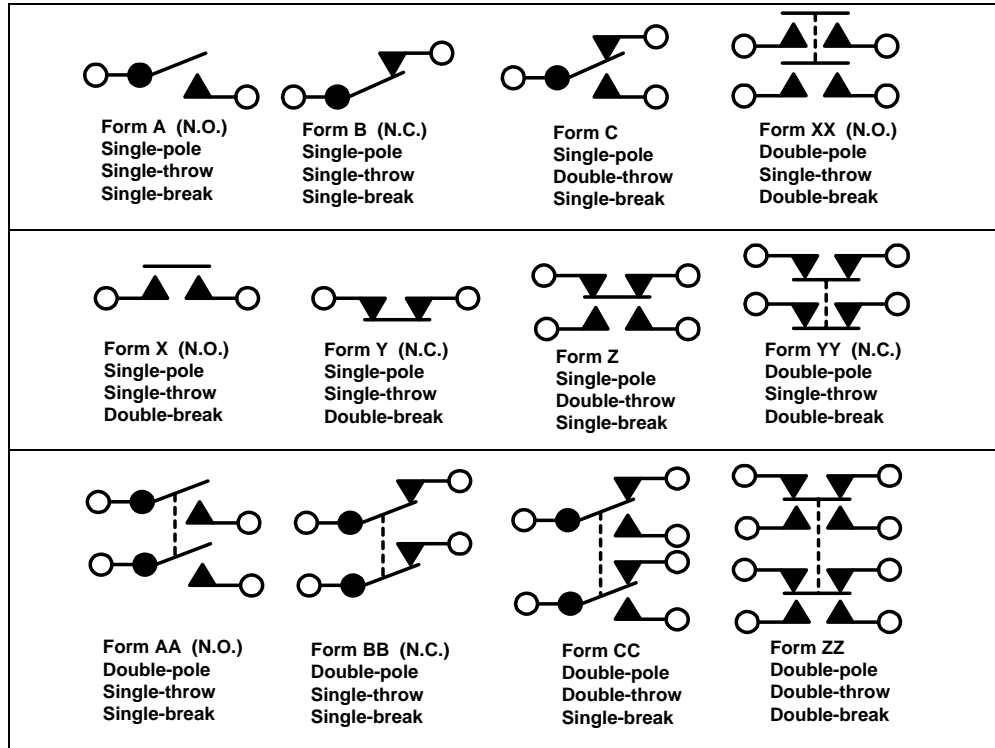 Form A (N.O.)
Single-pole
Single-throw
Single-break
Form B (N.C.)
Single-pole
Single-throw
Single-break
Form C
Single-pole
Double-throw
Single-break
Form XX (N.O.)
Double-pole
Single-throw
Double-break
Form X (N.O.)
Single-pole
Single-throw
Double-break
Form Y (N.C.)
Single-pole
Single-throw
Double-break
Form Z
Single-pole
Double-throw
Single-break
Form YY (N.C.)
Double-pole
Single-throw
Double-break
Form AA (N.O.)
Double-pole
Single-throw
Single-break
Form BB (N.C.)
Double-pole
Single-throw
Single-break
Form CC
Double-pole
Double-throw
Single-break
Form ZZ
Double-pole
Double-throw
Double-break